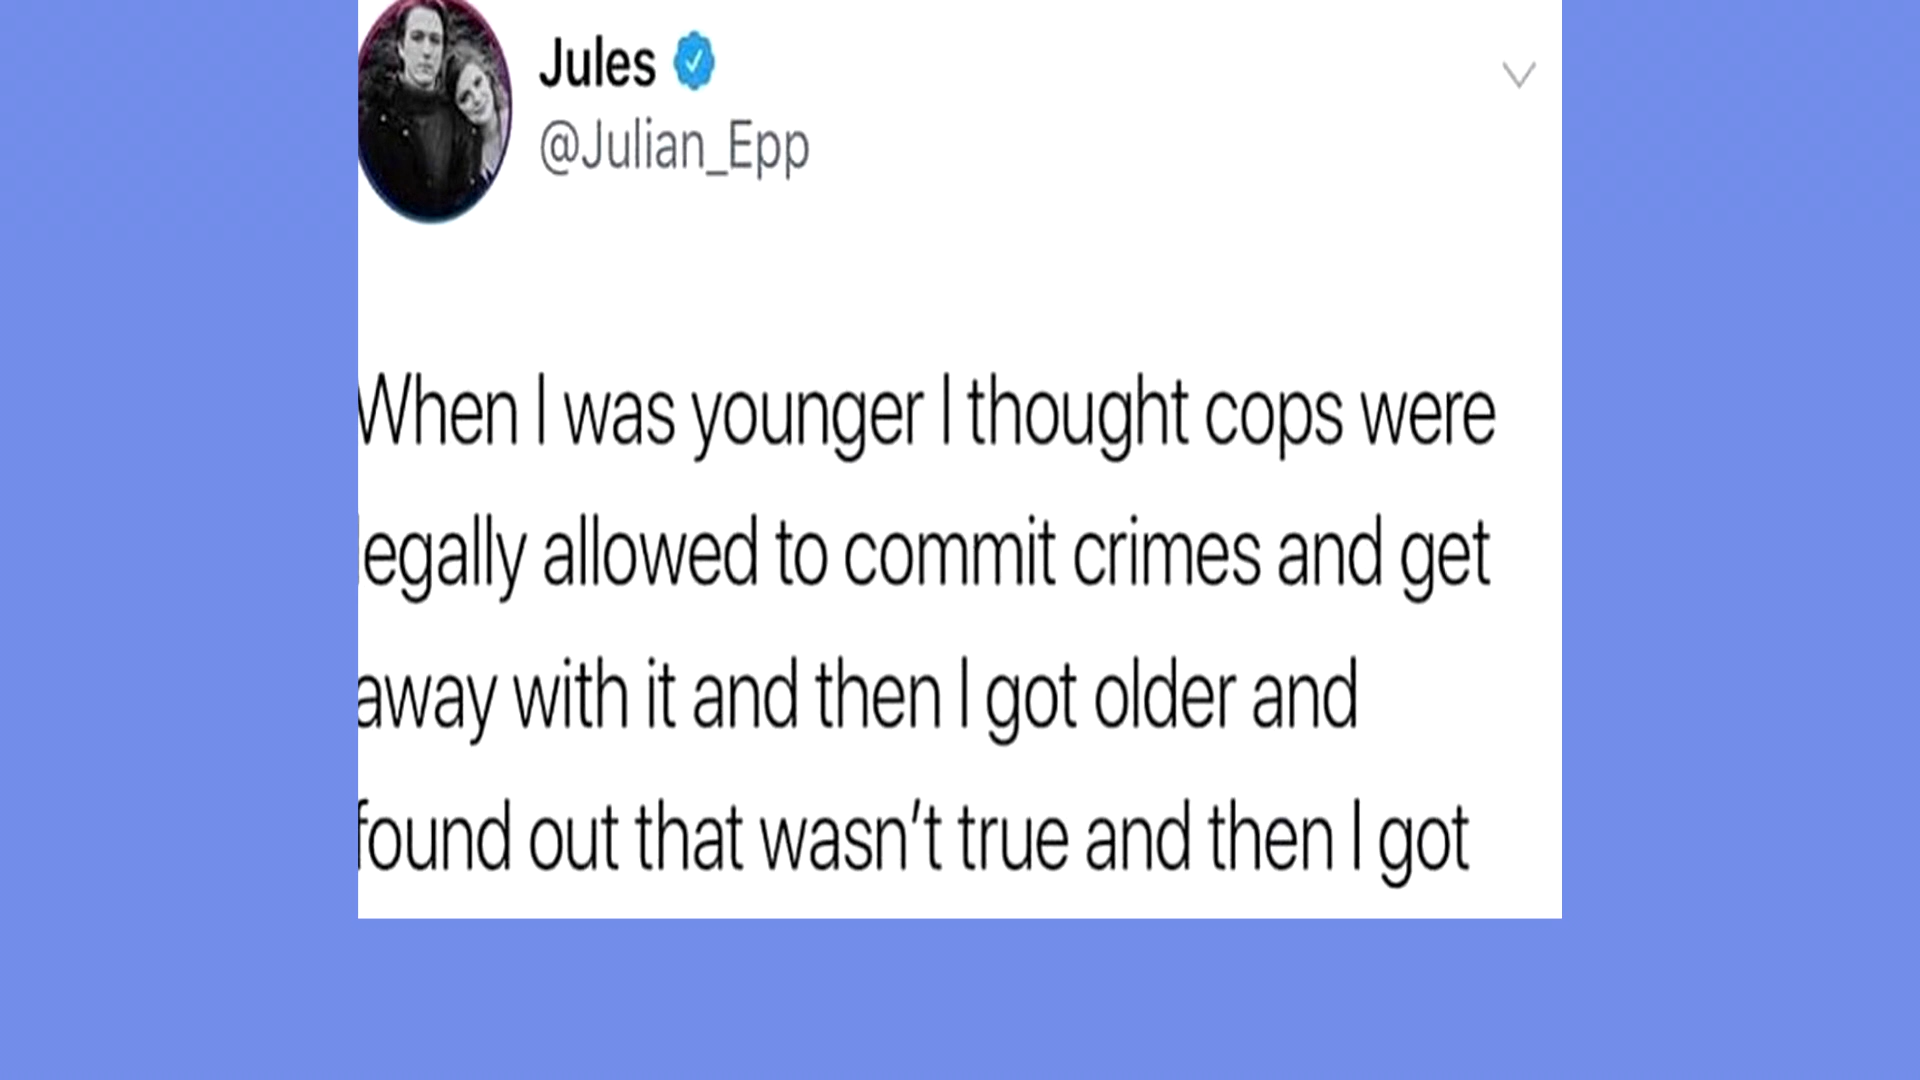 Jules
@Julian_Epp
When I was younger I thought cops were
legally allowed to commit crimes and get
away with it and then I got older and
found out that wasn't true and then I got